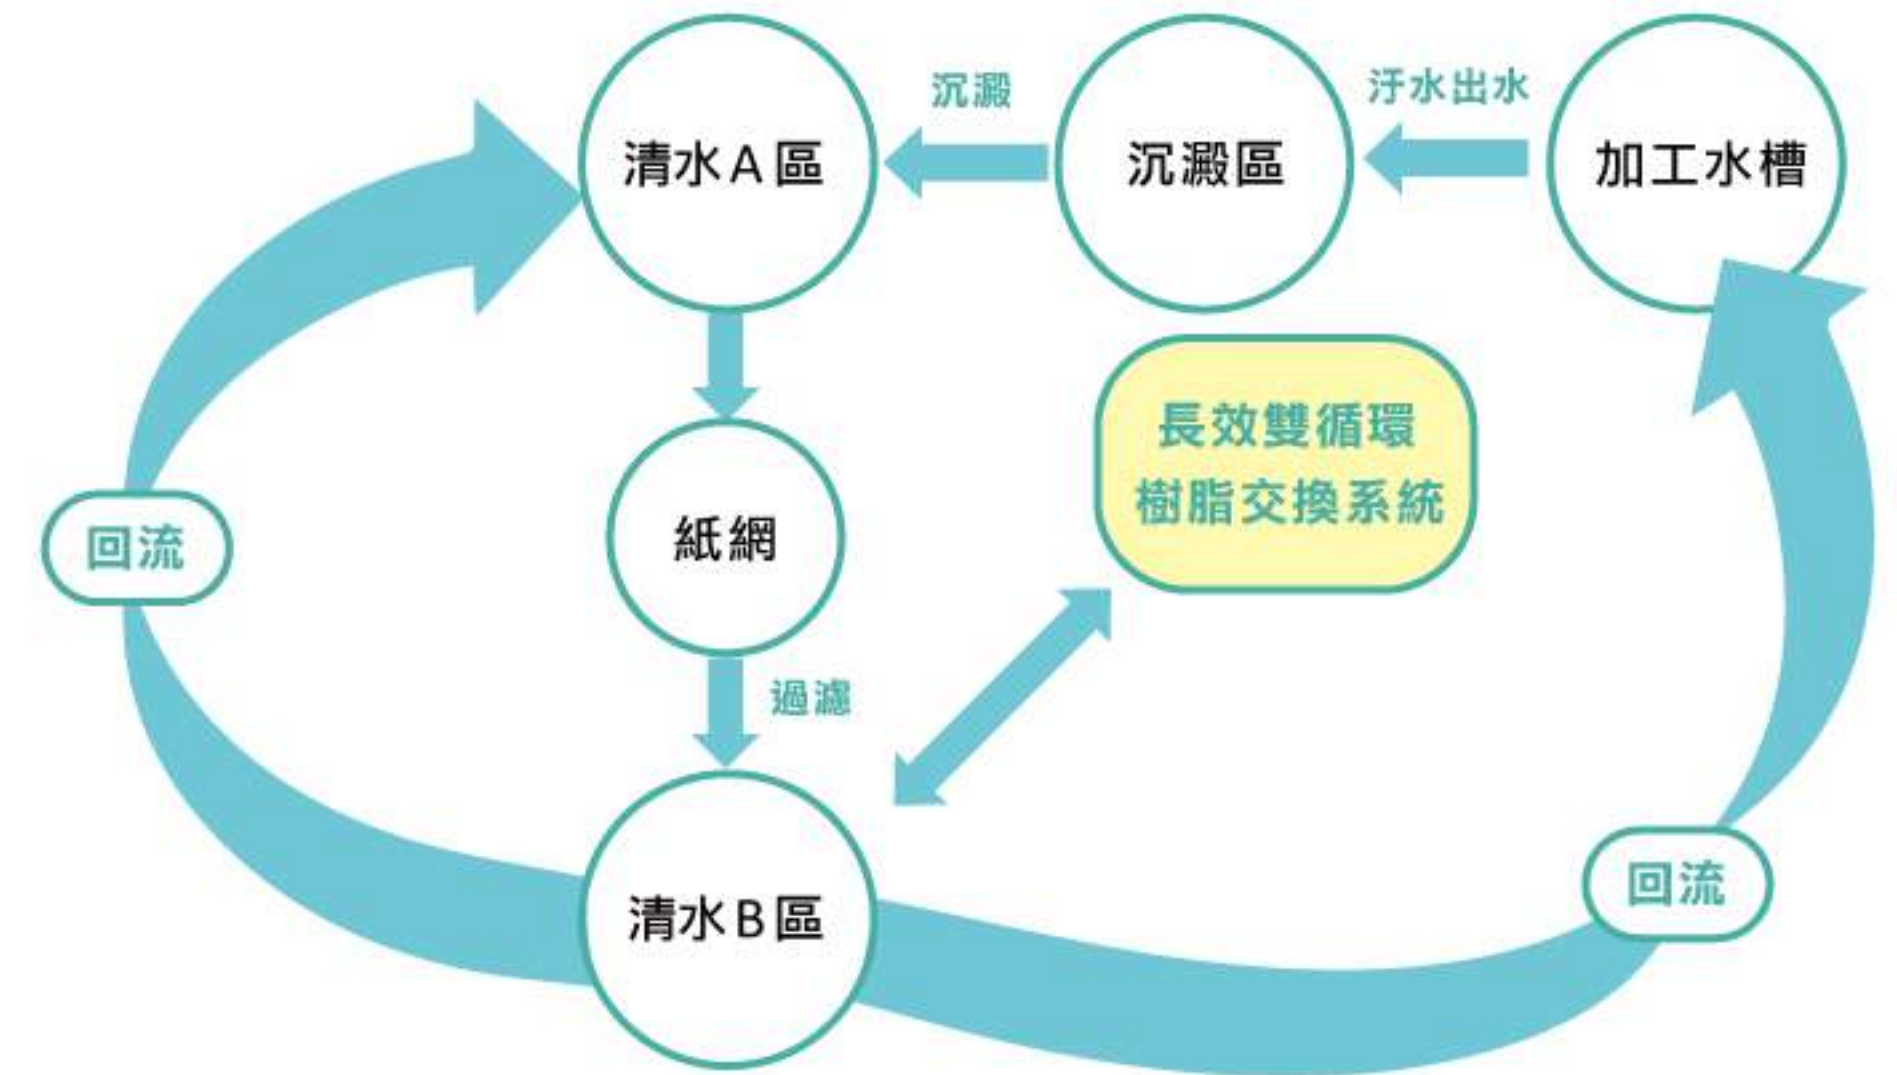 清水A區
沉澱
沉澱區
汙水出水
加工水槽
長效雙循環
樹脂交換系統
回流
紙網
過濾
清水B區
回流